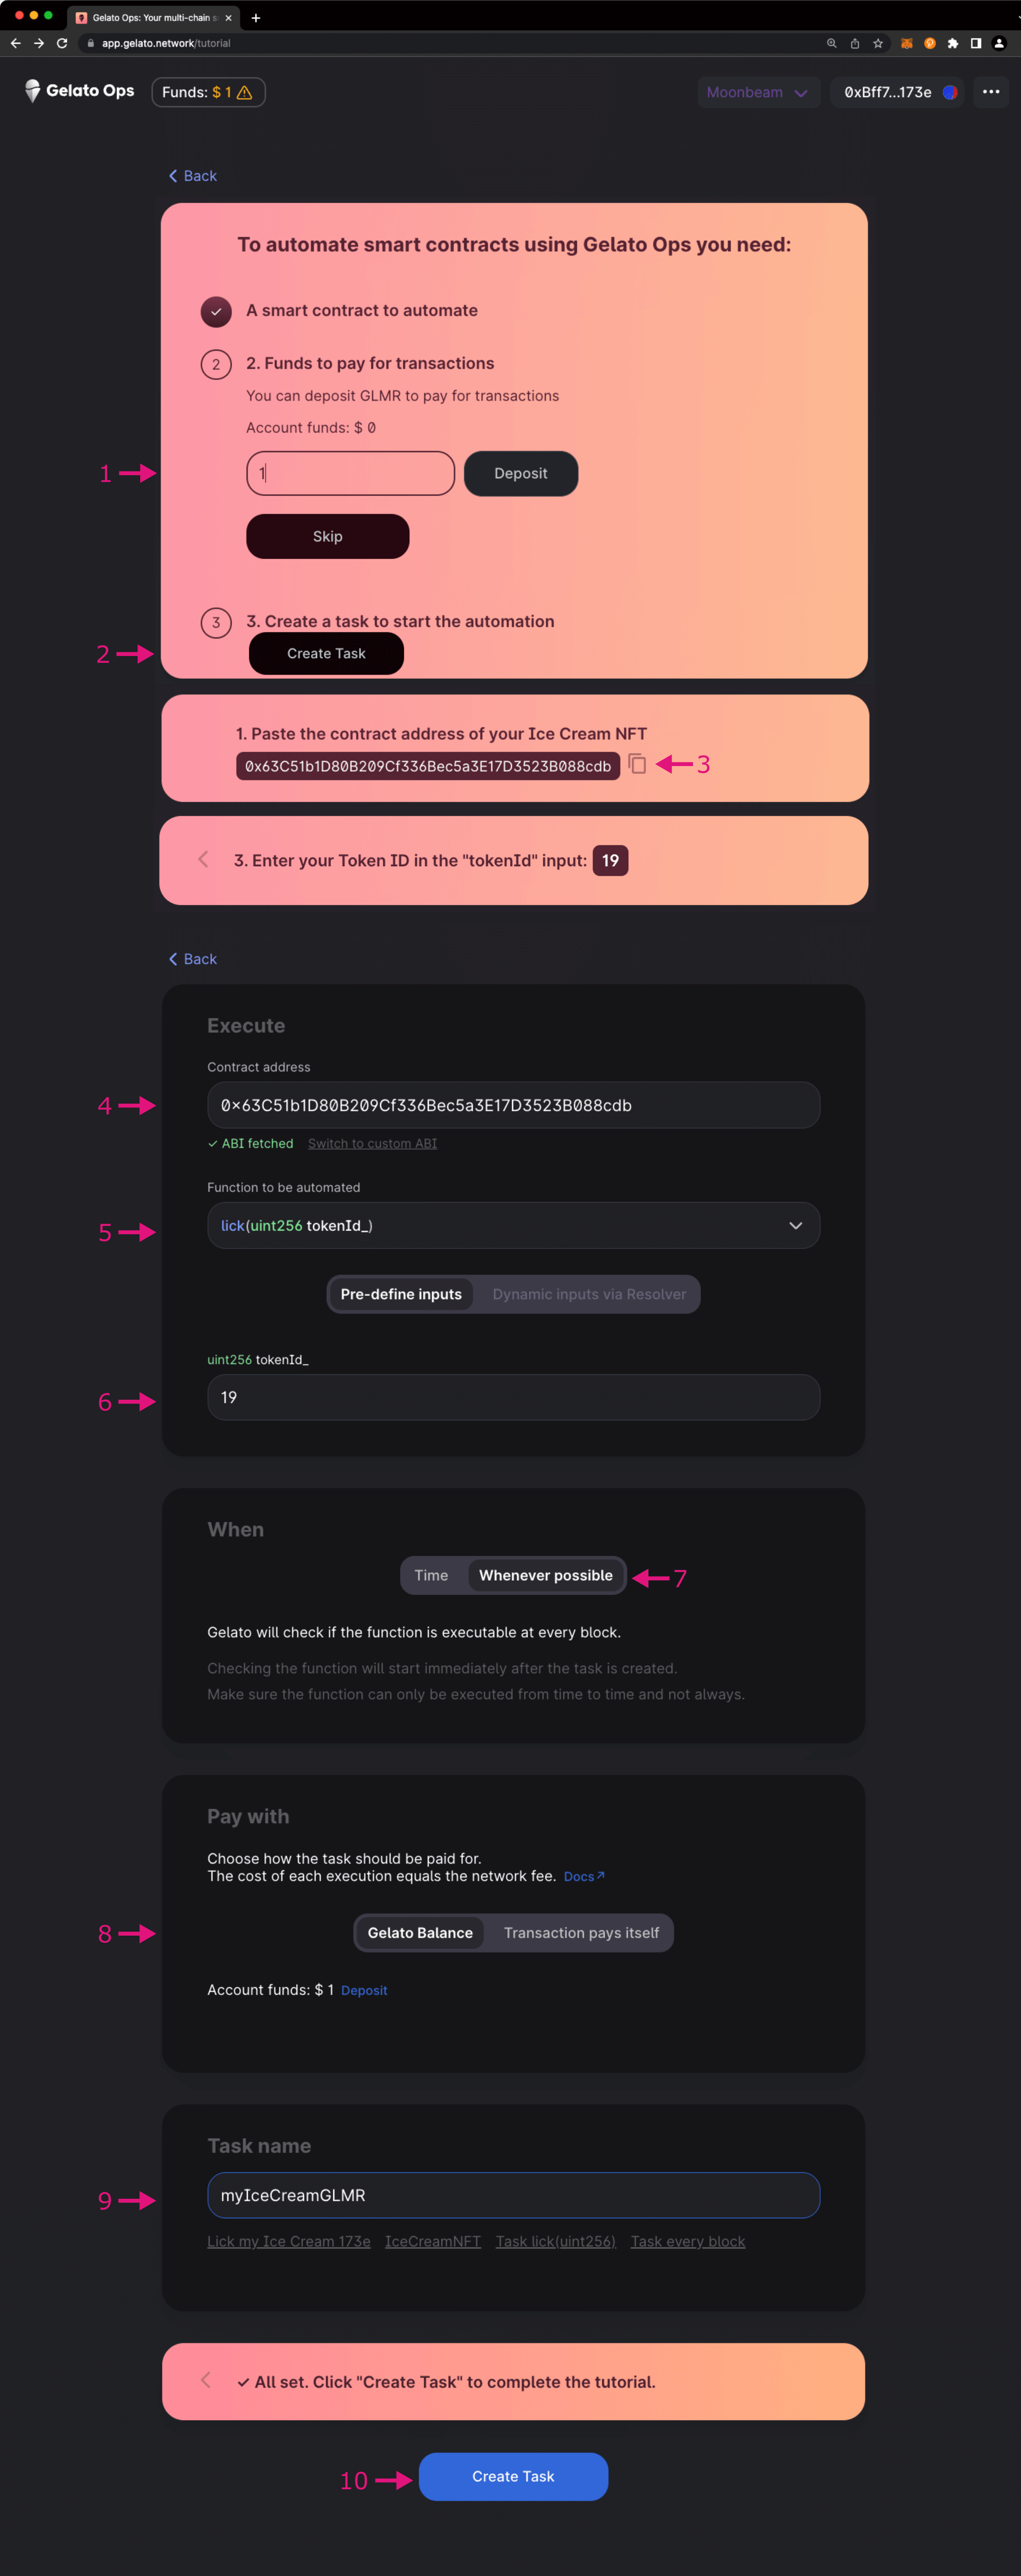 Gelato Ops: Your multi-chain s
app.gelato.network/tutorial
Gelato Ops
Funds: $ 1
Moonbeam
0xBff7...173e
Back
To automate smart contracts using Gelato Ops you need:
A smart contract to automate
2
2. Funds to pay for transactions
You can deposit GLMR to pay for transactions
Account funds: $ 0
1
1
Deposit
Skip
3
3. Create a task to start the automation
2
Create Task
1. Paste the contract address of your Ice Cream NFT
0x63C51b1D80B209Cf336Bec5a3E17D3523B088cdb
3
3. Enter your Token ID in the "tokenId" input: 19
Back
Execute
Contract address
4
0x63C51b1D80B209Cf336Bec5a3E17D3523B088cdb
✓ ABI fetched Switch to custom ABI
Function to be automated
5
lick(uint256 tokenId_)
Pre-define inputs
Dynamic inputs via Resolver
uint256 tokenId_
6
19
When
Time
Whenever possible
7
Gelato will check if the function is executable at every block.
Checking the function will start immediately after the task is created.
Make sure the function can only be executed from time to time and not always.
Pay with
Choose how the task should be paid for.
The cost of each execution equals the network fee. Docs↗
8
Gelato Balance
Transaction pays itself
Account funds: $ 1 Deposit
Task name
9
myIceCreamGLMR
Lick my Ice Cream 173e IceCreamNFT Task lick(uint256) Task every block
✓ All set. Click "Create Task" to complete the tutorial.
10
Create Task